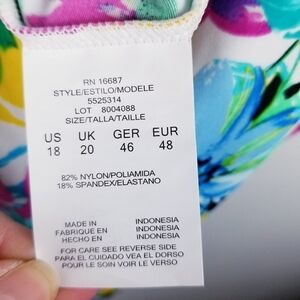 RN 16687
STYLE/ESTILO/MODELE
5525314
LOT 8004088
SIZE/TALLA/TAILLE
US UK GER EUR
18 20 46 48
82% NYLON/POLIAMIDA
18% SPANDEX/ELASTANO
MADE IN INDONESIA
FABRIQUE EN INDONESIE
HECHO EN INDONESIA
FOR CARE SEE REVERSE SIDE
PARA EL CUIDADO VEA EL DORSO
POUR LE SOIN VOIR LE VERSO